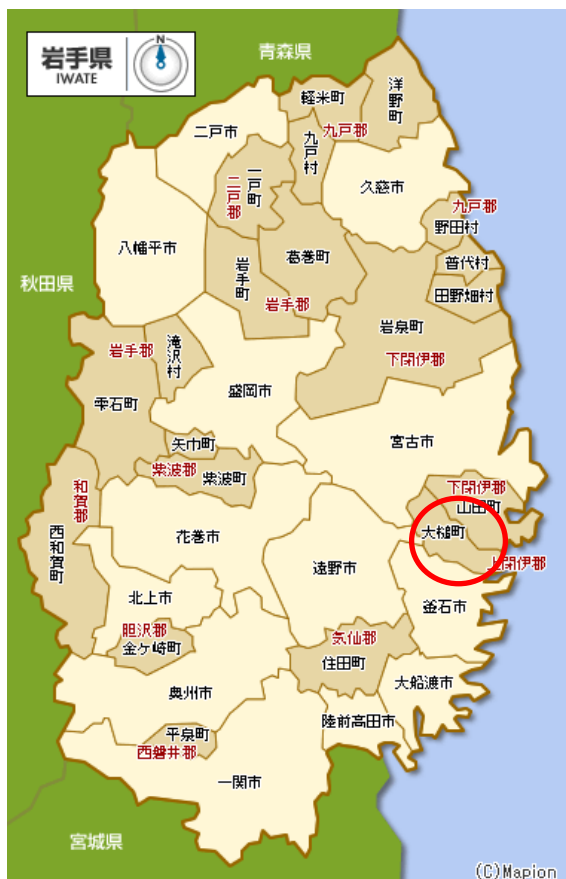 岩手県
IWATE
N
青森県
洋野町
軽米町
九戸郡
二戸市
九戸村
一戸町
二戸郡
久慈市
九戸郡
野田村
八幡平市
葛巻町
普代村
岩手町
秋田県
田野畑村
岩手郡
岩泉町
岩手郡
滝沢村
下閉伊郡
盛岡市
雫石町
矢巾町
宮古市
紫波郡
紫波町
下閉伊郡
和賀郡
山田町
花巻市
大槌町
西和賀町
遠野市
上閉伊郡
北上市
釜石市
胆沢郡
気仙郡
金ヶ崎町
住田町
大船渡市
奥州市
陸前高田市
平泉町
西磐井郡
一関市
宮城県
(C)Mapion